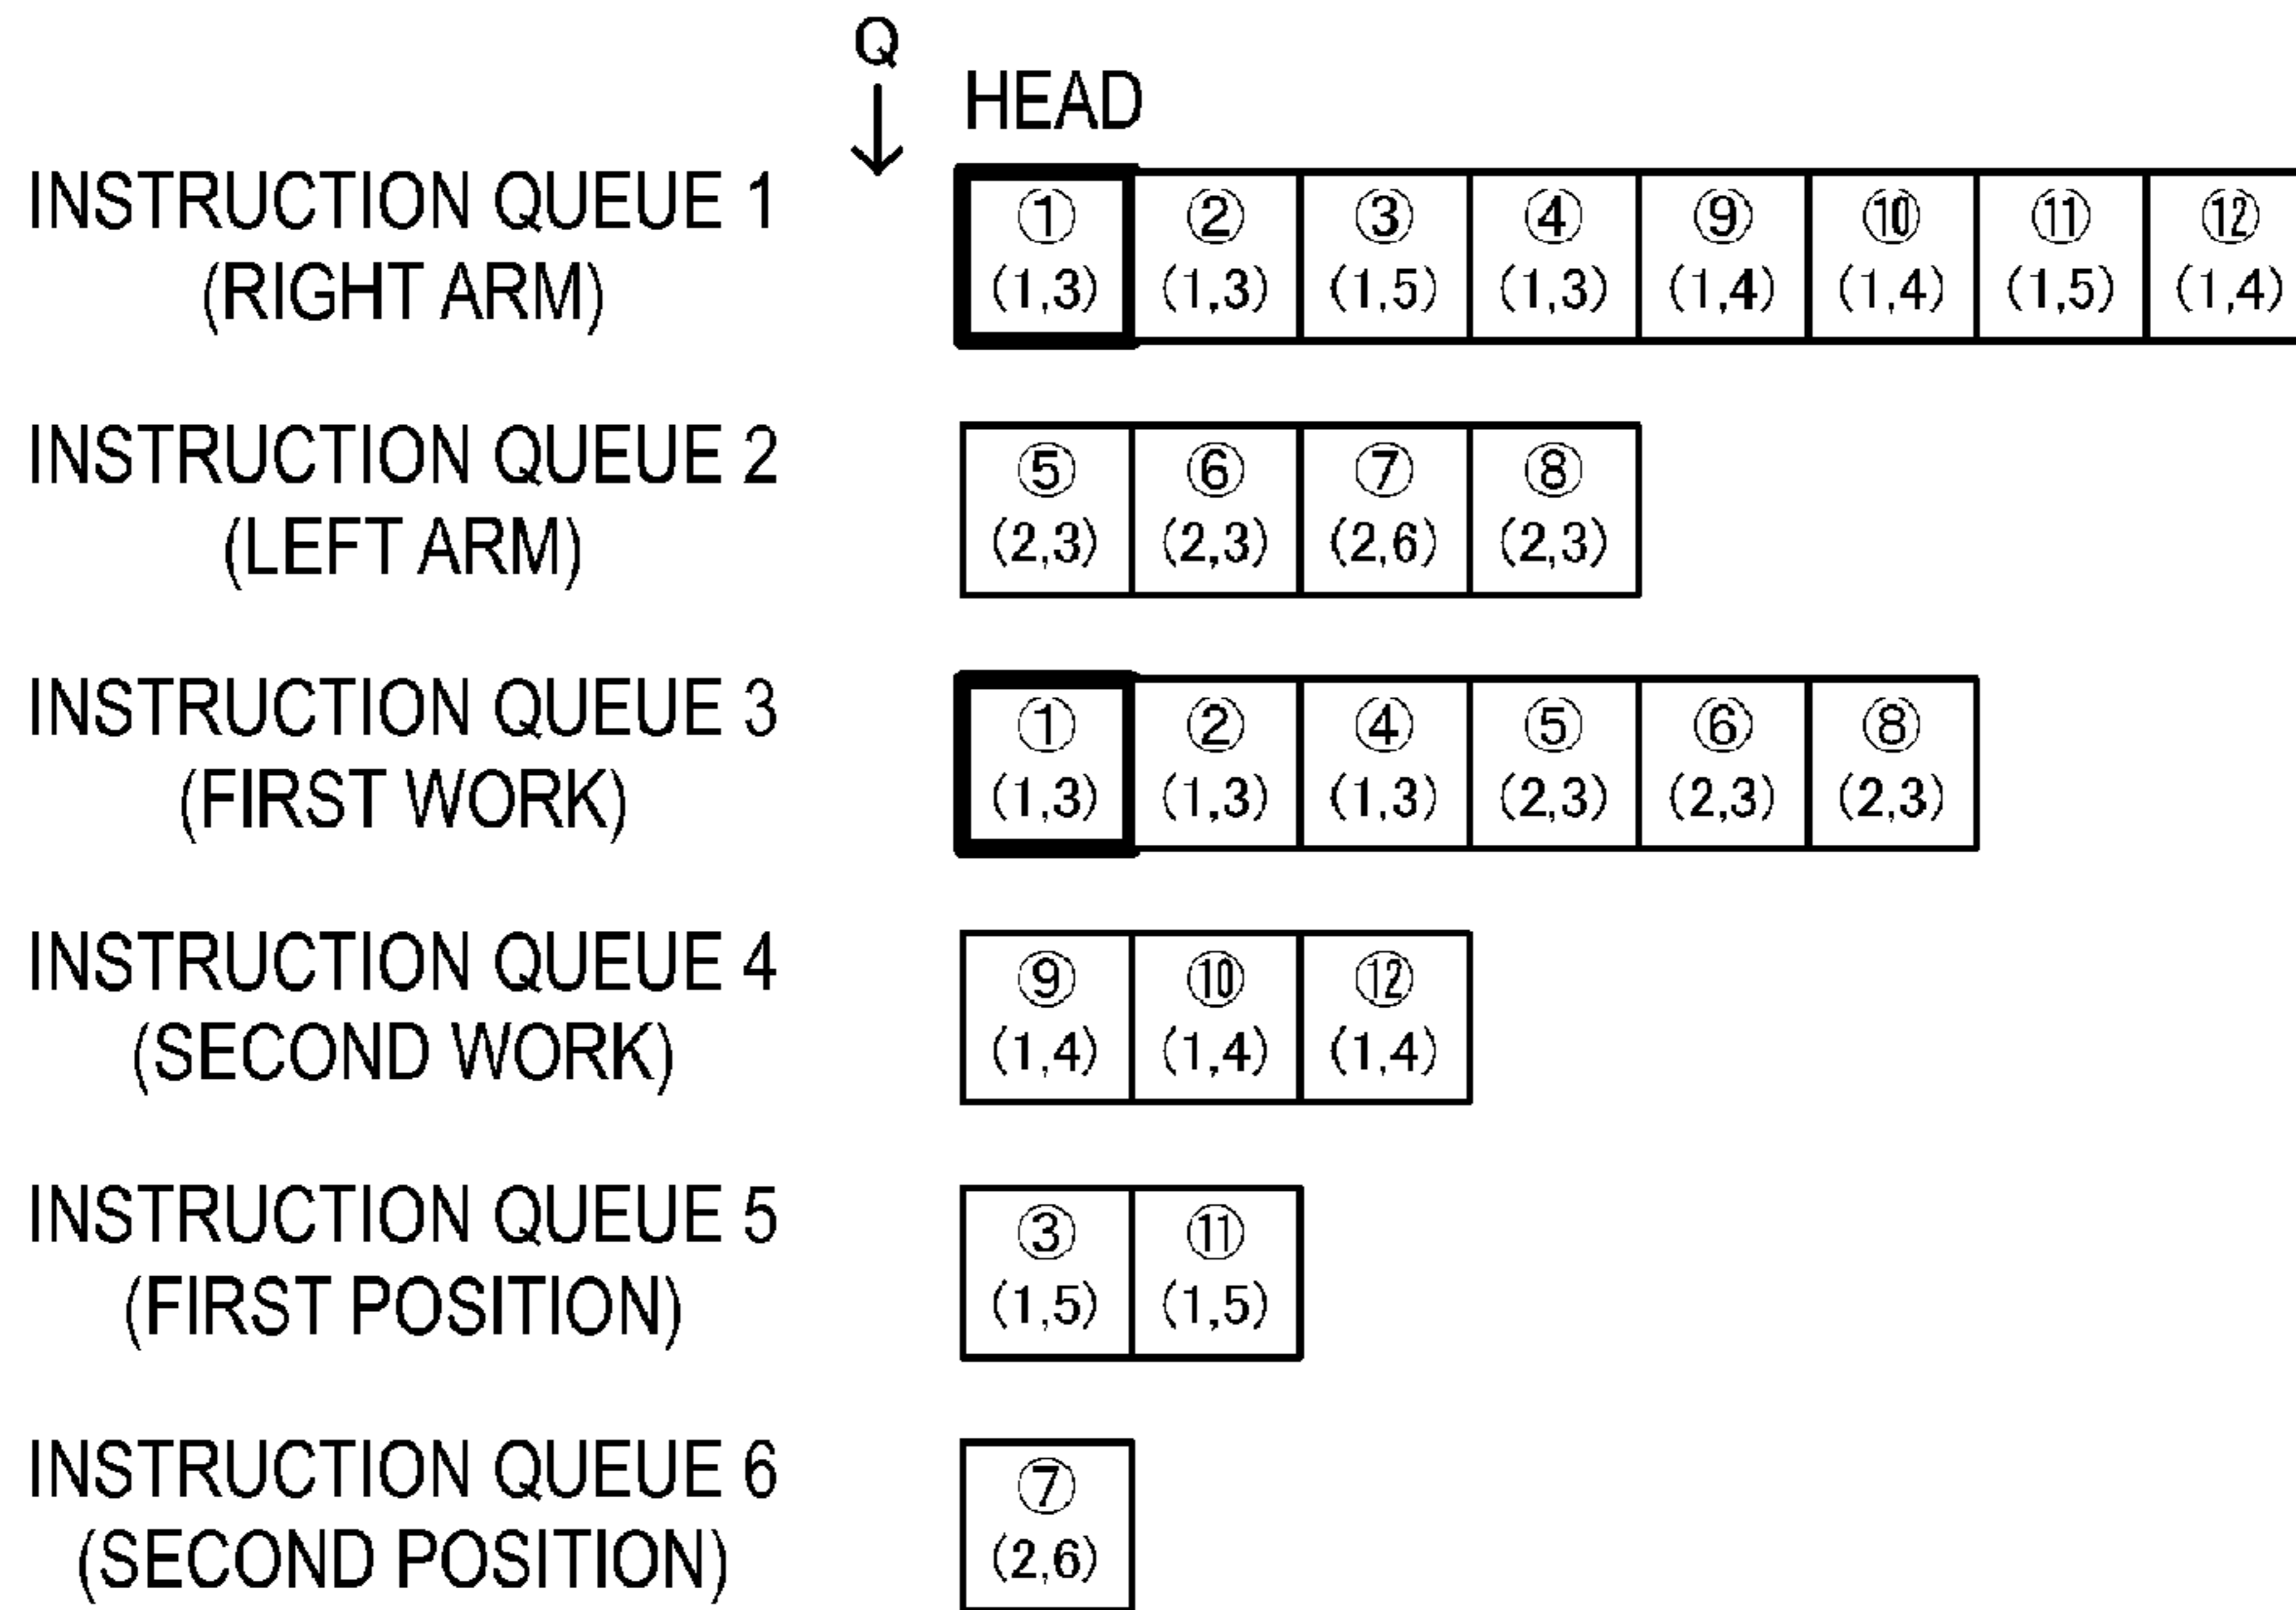 Q
HEAD
INSTRUCTION QUEUE 1
(RIGHT ARM)
① ② ③ ④ ⑨ ⑩ ⑪ ⑫
(1,3) (1,3) (1,5) (1,3) (1,4) (1,4) (1,5) (1,4)
INSTRUCTION QUEUE 2
(LEFT ARM)
⑤ ⑥ ⑦ ⑧
(2,3) (2,3) (2,6) (2,3)
INSTRUCTION QUEUE 3
(FIRST WORK)
① ② ④ ⑤ ⑥ ⑧
(1,3) (1,3) (1,3) (2,3) (2,3) (2,3)
INSTRUCTION QUEUE 4
(SECOND WORK)
⑨ ⑩ ⑫
(1,4) (1,4) (1,4)
INSTRUCTION QUEUE 5
(FIRST POSITION)
③ ⑪
(1,5) (1,5)
INSTRUCTION QUEUE 6
(SECOND POSITION)
⑦
(2,6)